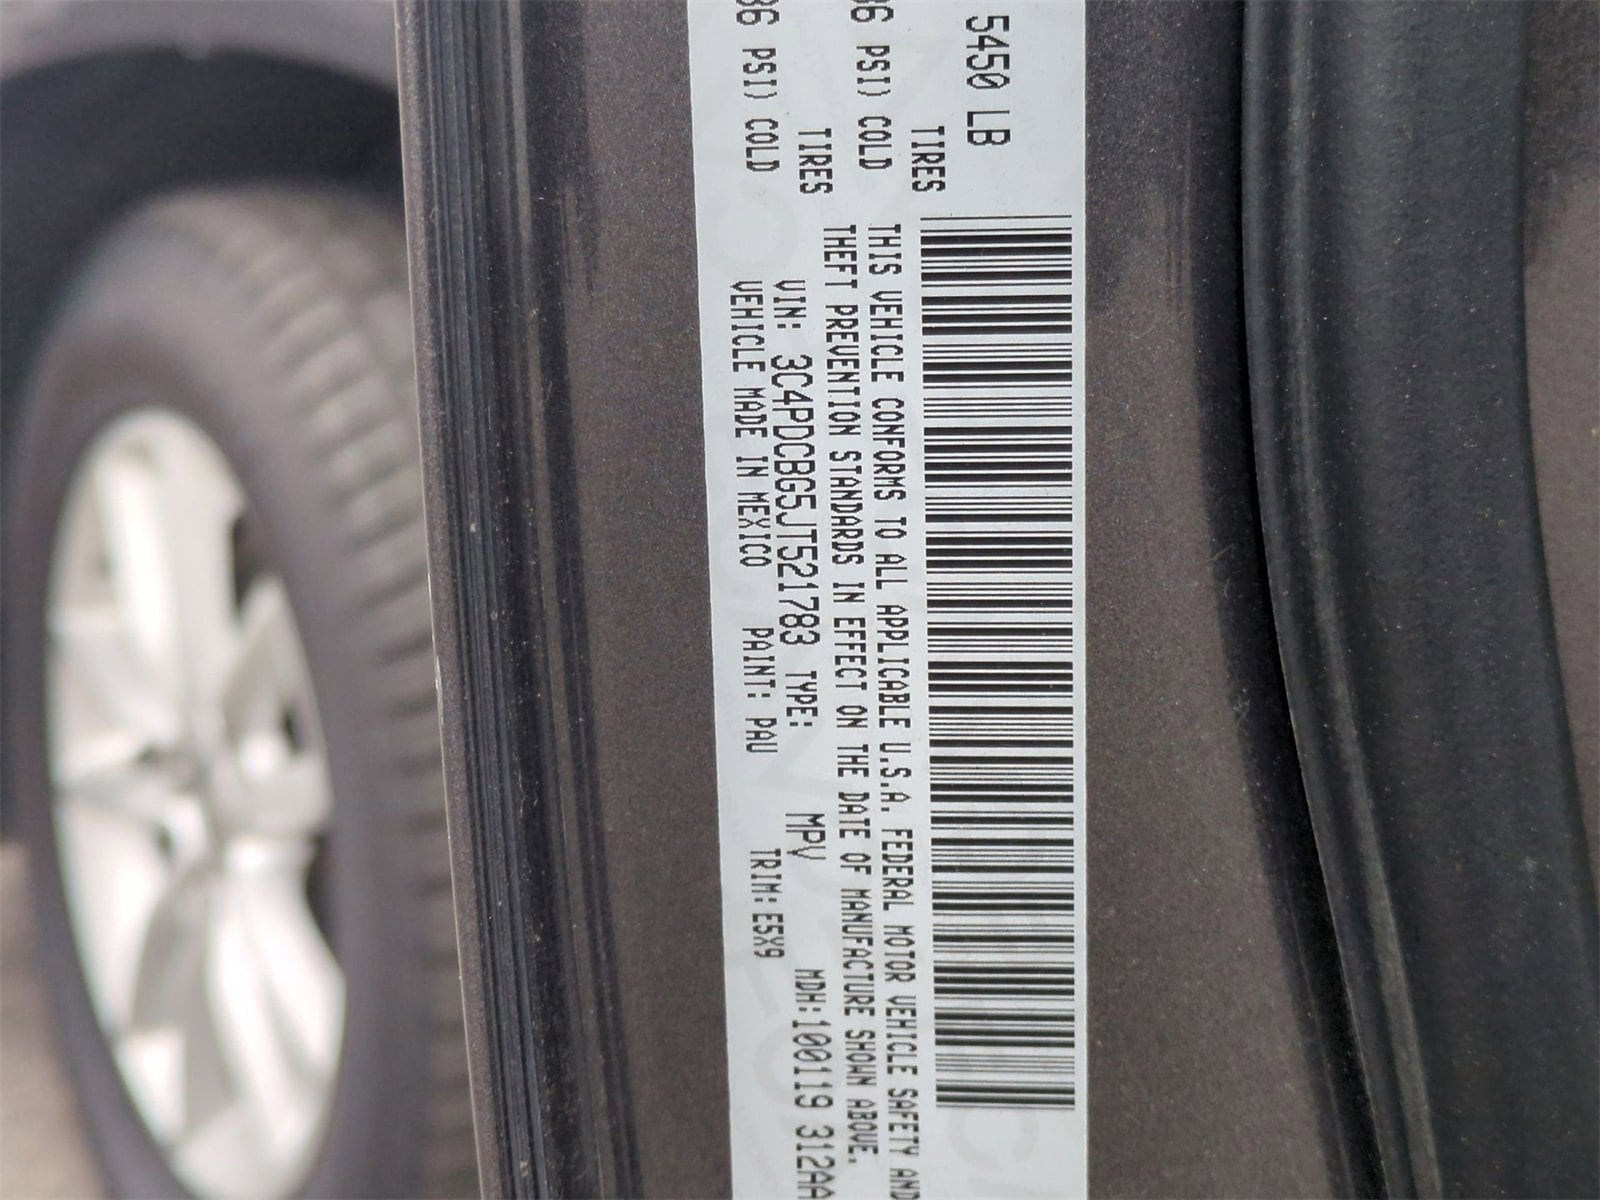 5450 LB
TIRES
36 PSI) COLD
TIRES
36 PSI) COLD
THIS VEHICLE CONFORMS TO ALL APPLICABLE U.S.A. FEDERAL MOTOR VEHICLE SAFETY AND
THEFT PREVENTION STANDARDS IN EFFECT ON THE DATE OF MANUFACTURE SHOWN ABOVE.
VIN: 3C4PDCBG5JT521783 TYPE: MPV MDH:100119 312AA
VEHICLE MADE IN MEXICO PAINT: PAU TRIM: E5X9